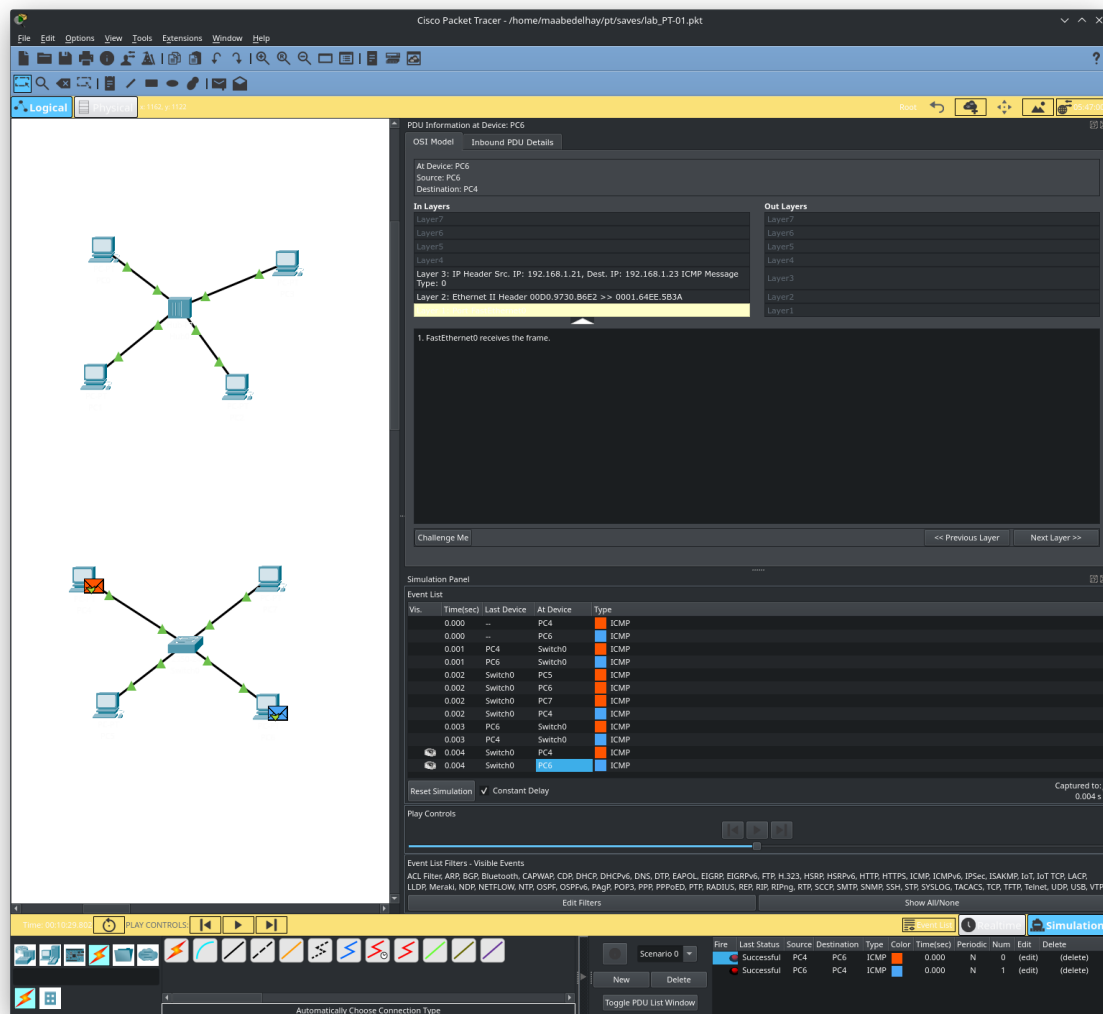 Cisco Packet Tracer - /home/maabedelhay/pt/saves/lab_PT-01.pkt
File Edit Options View Tools Extensions Window Help
?
Logical Physical x: 1152, y: 1122 Root
PDU Information at Device: PC6
OSI Model Inbound PDU Details
At Device: PC6
Source: PC6
Destination: PC4
In Layers Out Layers
Layer7 Layer7
Layer6 Layer6
Layer5 Layer5
Layer4 Layer4
Layer 3: IP Header Src. IP: 192.168.1.21, Dest. IP: 192.168.1.23 ICMP Message Type: 0 Layer3
Layer 2: Ethernet II Header 00D0.9730.B6E2 >> 0001.64EE.5B3A Layer2
Layer1
1. FastEthernet0 receives the frame.
Challenge Me << Previous Layer Next Layer >>
Simulation Panel
Event List
Vis. Time(sec) Last Device At Device Type
0.000 -- PC4 ICMP
0.000 -- PC6 ICMP
0.001 PC4 Switch0 ICMP
0.001 PC6 Switch0 ICMP
0.002 Switch0 PC5 ICMP
0.002 Switch0 PC6 ICMP
0.002 Switch0 PC7 ICMP
0.002 Switch0 PC4 ICMP
0.003 PC6 Switch0 ICMP
0.003 PC4 Switch0 ICMP
0.004 Switch0 PC4 ICMP
0.004 Switch0 PC6 ICMP
Reset Simulation Constant Delay Captured to:
0.004 s
Play Controls
Event List Filters - Visible Events
ACL Filter, ARP, BGP, Bluetooth, CAPWAP, CDP, DHCP, DHCPv6, DNS, DTP, EAPOL, EIGRP, EIGRPv6, FTP, H.323, HSRP, HSRPv6, HTTP, HTTPS, ICMP, ICMPv6, IPSec, ISAKMP, IoT, IoT TCP, LACP,
LLDP, Meraki, NDP, NETFLOW, NTP, OSPF, OSPFv6, PAgP, POP3, PPP, PPPoED, PTP, RADIUS, REP, RIP, RIPng, RTP, SCCP, SMTP, SNMP, SSH, STP, SYSLOG, TACACS, TCP, TFTP, Telnet, UDP, USB, VTP
Edit Filters Show All/None
PLAY CONTROLS: Event List Realtime Simulation
Scenario 0
New Delete
Toggle PDU List Window
Fire Last Status Source Destination Type Color Time(sec) Periodic Num Edit Delete
Successful PC4 PC6 ICMP 0.000 N 0 (edit) (delete)
Successful PC6 PC4 ICMP 0.000 N 1 (edit) (delete)
Automatically Choose Connection Type